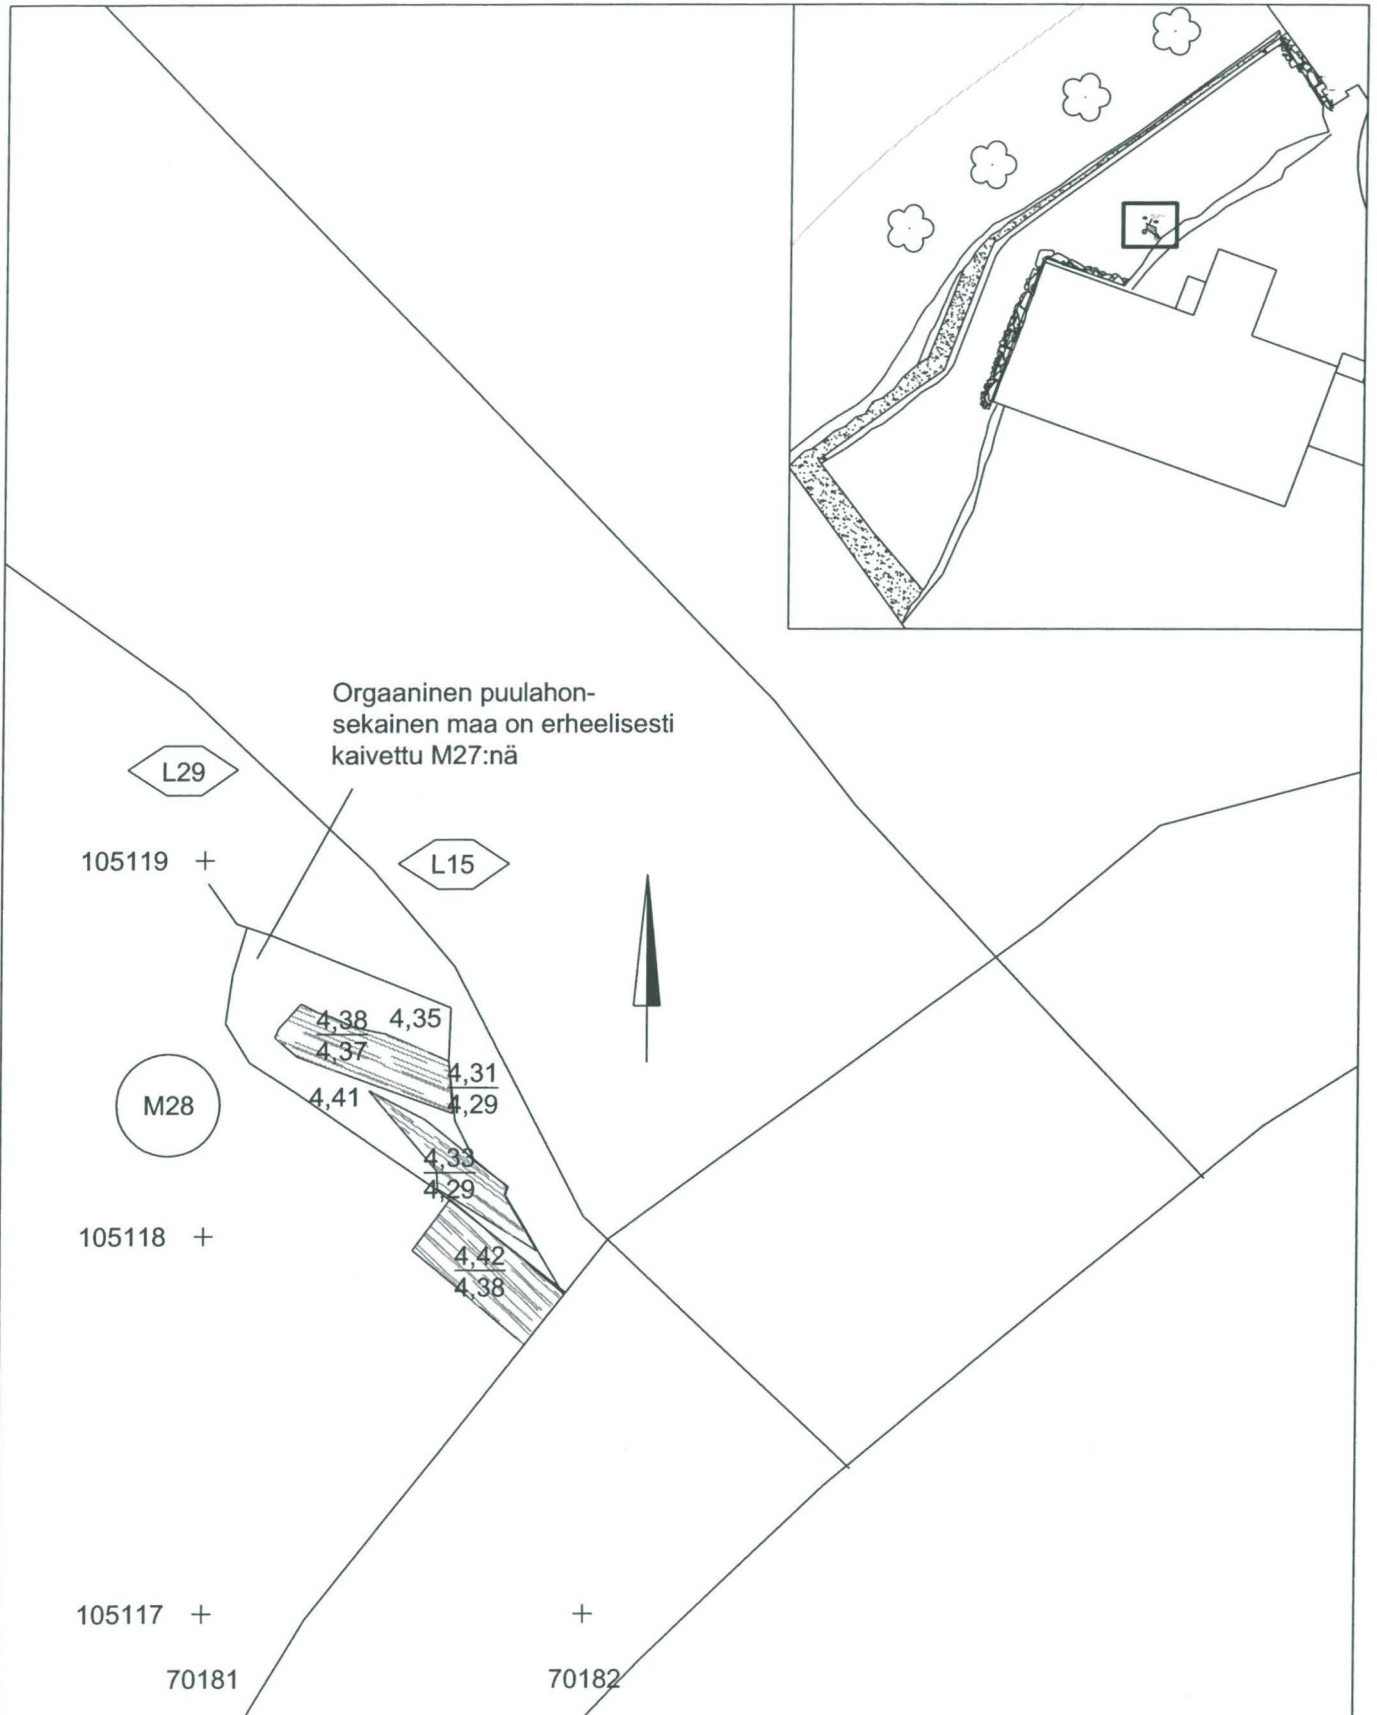 Orgaaninen puulahon-
sekainen maa on erheelisesti
kaivettu M27:nä
L29
105119
L15
4,38
4,37
4,35
4,31
4,29
4,41
M28
4,33
4,29
105118
4,42
4,38
105117
70181
70182